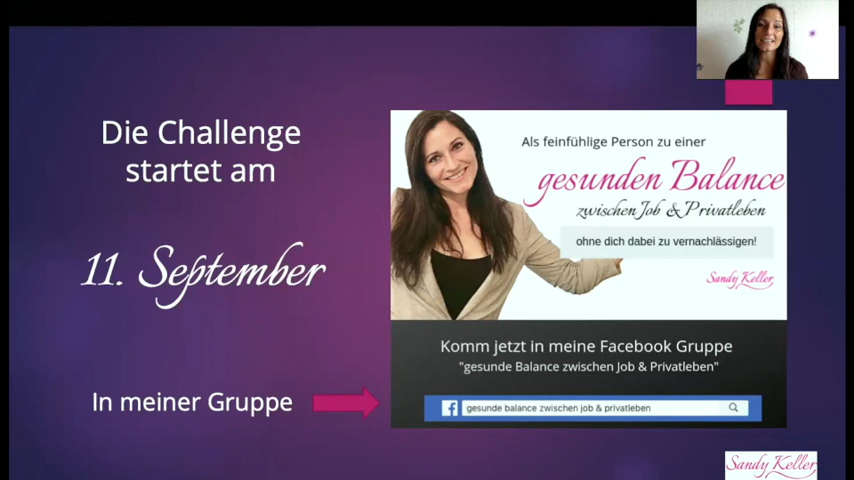 Die Challenge
startet am
11. September
In meiner Gruppe
Als feinfühlige Person zu einer
gesunden Balance
zwischen Job & Privatleben
ohne dich dabei zu vernachlässigen!
Sandy Keller
Komm jetzt in meine Facebook Gruppe
"gesunde Balance zwischen Job & Privatleben"
f gesunde balance zwischen job & privatleben
Sandy Keller